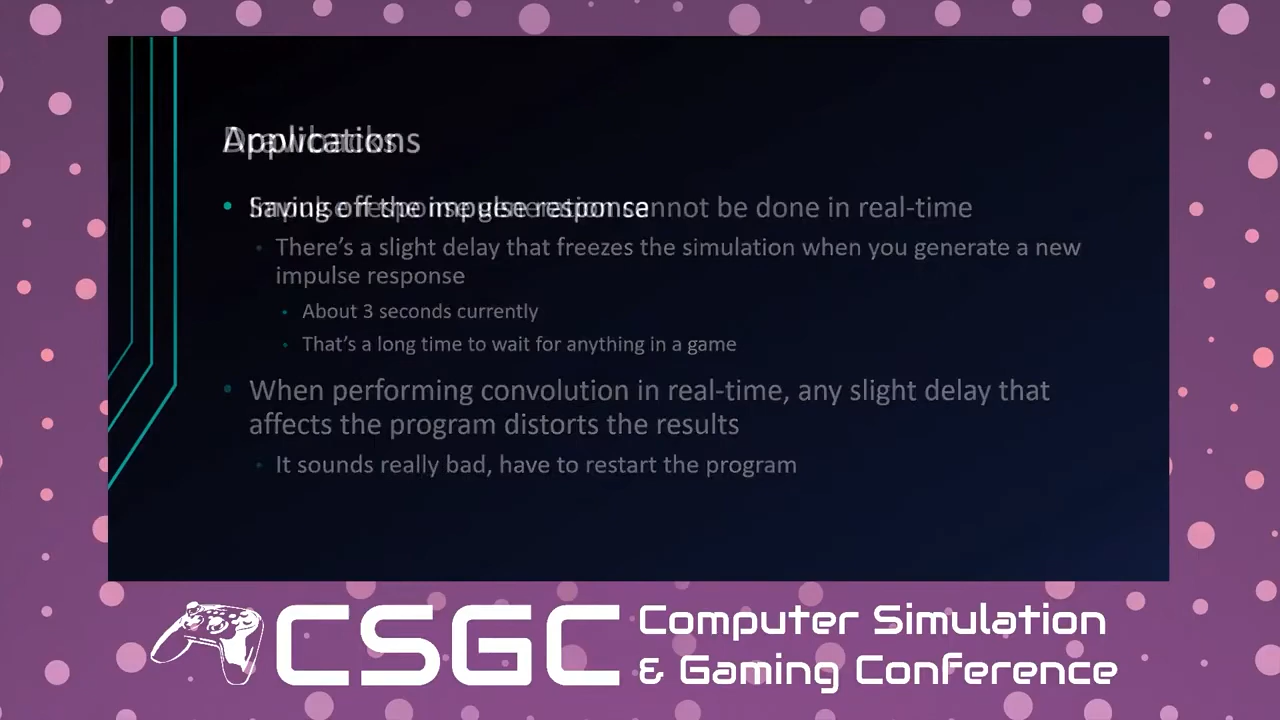 Applications
Saving off the impulse response cannot be done in real-time
There's a slight delay that freezes the simulation when you generate a new
impulse response
About 3 seconds currently
That's a long time to wait for anything in a game
When performing convolution in real-time, any slight delay that
affects the program distorts the results
It sounds really bad, have to restart the program
CSGC
Computer Simulation
& Gaming Conference